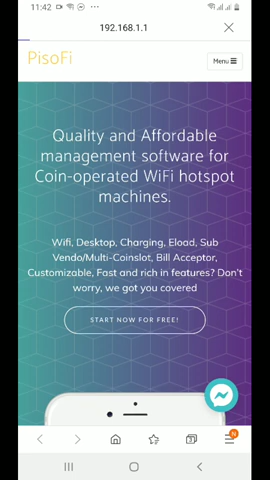 11:42
192.168.1.1
PisoFi
Menu
Quality and Affordable
management software for
Coin-operated WiFi hotspot
machines.
Wifi, Desktop, Charging, Eload, Sub
Vendo/Multi-Coinslot, Bill Acceptor,
Customizable, Fast and rich in features? Don't
worry, we got you covered
START NOW FOR FREE!
N